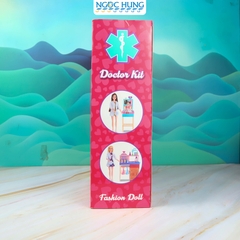 NGOC HUNG
Doctor Kit
Fashion Doll